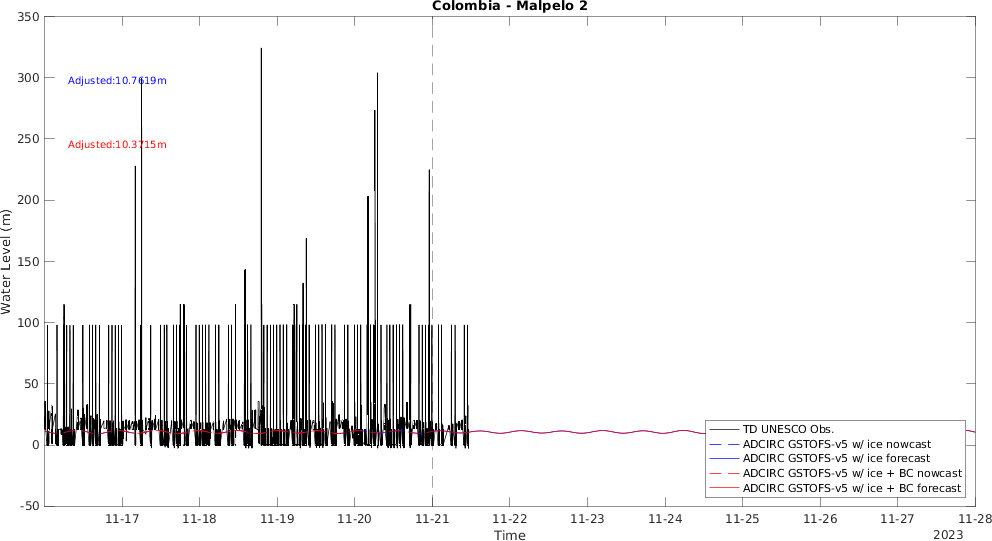 Colombia - Malpelo 2
350
300
250
200
150
100
50
0
-50
Water Level (m)
Adjusted:10.7619m
Adjusted:10.3715m
TD UNESCO Obs.
ADCIRC GSTOFS-v5 w/ ice nowcast
ADCIRC GSTOFS-v5 w/ ice forecast
ADCIRC GSTOFS-v5 w/ ice + BC nowcast
ADCIRC GSTOFS-v5 w/ ice + BC forecast
11-17 11-18 11-19 11-20 11-21 11-22 11-23 11-24 11-25 11-26 11-27 11-28
Time
2023